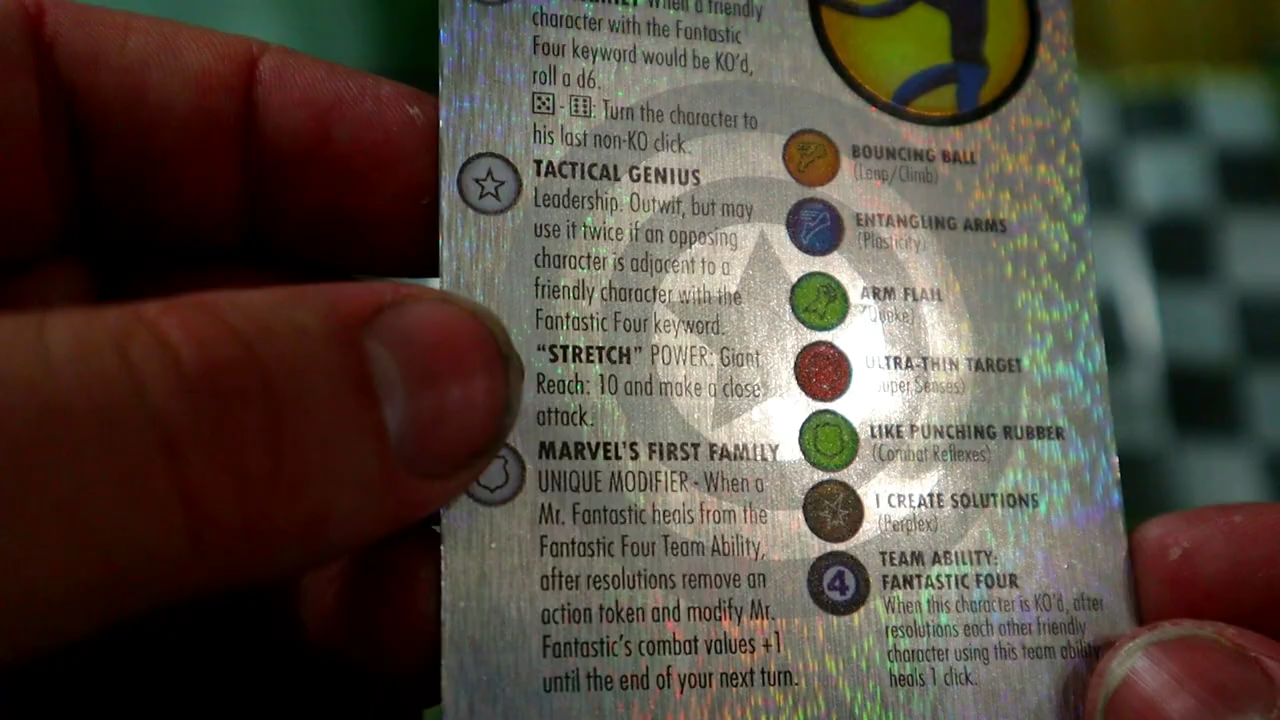 When a friendly
character with the Fantastic
Four keyword would be KO'd,
roll a d6.
- : Turn the character to
his last non-KO click.
TACTICAL GENIUS
Leadership. Outwit, but may
use it twice if an opposing
character is adjacent to a
friendly character with the
Fantastic Four keyword.
"STRETCH" POWER: Giant
Reach: 10 and make a close
attack.
MARVEL'S FIRST FAMILY
UNIQUE MODIFIER - When a
Mr. Fantastic heals from the
Fantastic Four Team Ability,
after resolutions remove an
action token and modify Mr.
Fantastic's combat values +1
until the end of your next turn.
BOUNCING BALL
(Leap/Climb)
ENTANGLING ARMS
(Plasticity)
ARM FLAIL
(Quake)
ULTRA-THIN TARGET
(Super Senses)
LIKE PUNCHING RUBBER
(Combat Reflexes)
I CREATE SOLUTIONS
(Perplex)
4
TEAM ABILITY:
FANTASTIC FOUR
When this character is KO'd, after
resolutions each other friendly
character using this team ability
heals 1 click.